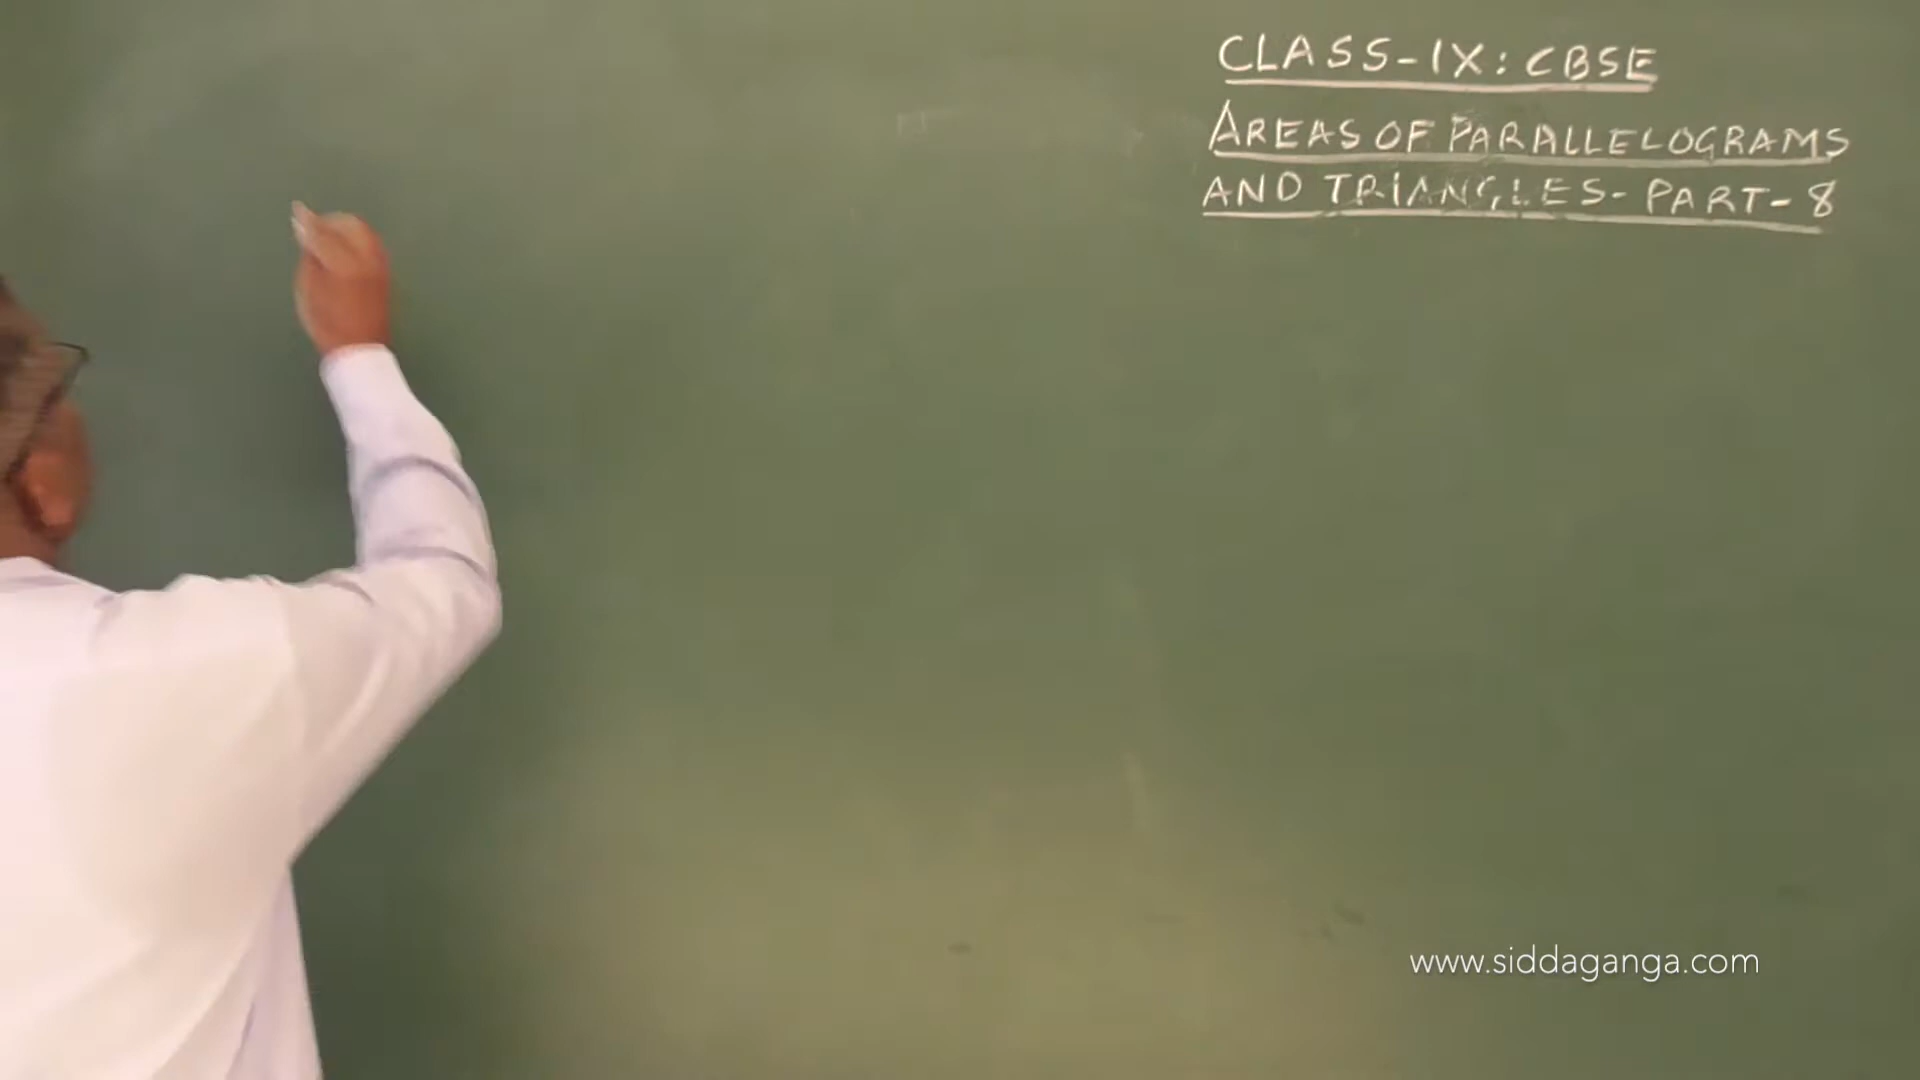 CLASS-IX: CBSE
AREAS OF PARALLELOGRAMS
AND TRIANGLES- PART-8
www.siddaganga.com